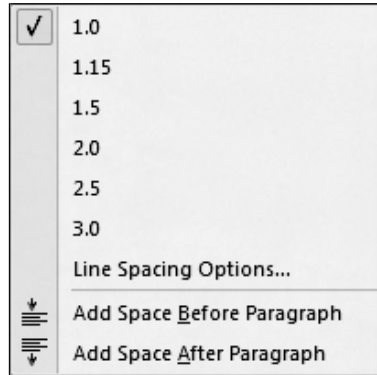 1.0
1.15
1.5
2.0
2.5
3.0
Line Spacing Options...
Add Space Before Paragraph
Add Space After Paragraph